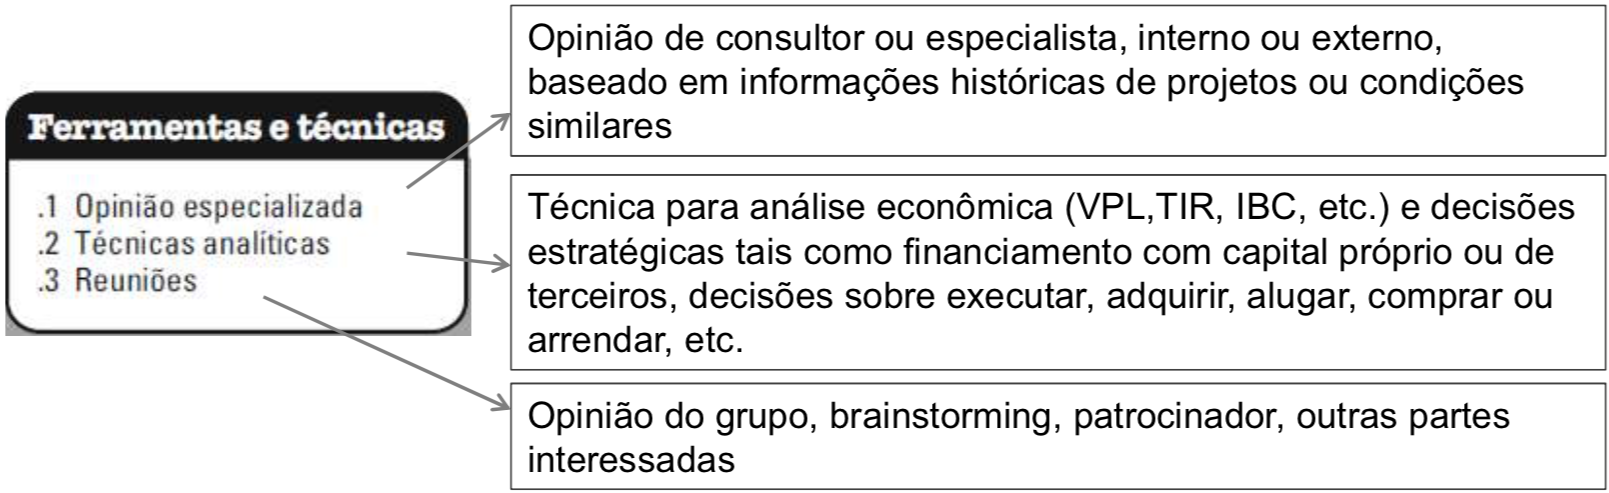 Ferramentas e técnicas
.1 Opinião especializada
.2 Técnicas analíticas
.3 Reuniões
Opinião de consultor ou especialista, interno ou externo,
baseado em informações históricas de projetos ou condições
similares
Técnica para análise econômica (VPL,TIR, IBC, etc.) e decisões
estratégicas tais como financiamento com capital próprio ou de
terceiros, decisões sobre executar, adquirir, alugar, comprar ou
arrendar, etc.
Opinião do grupo, brainstorming, patrocinador, outras partes
interessadas